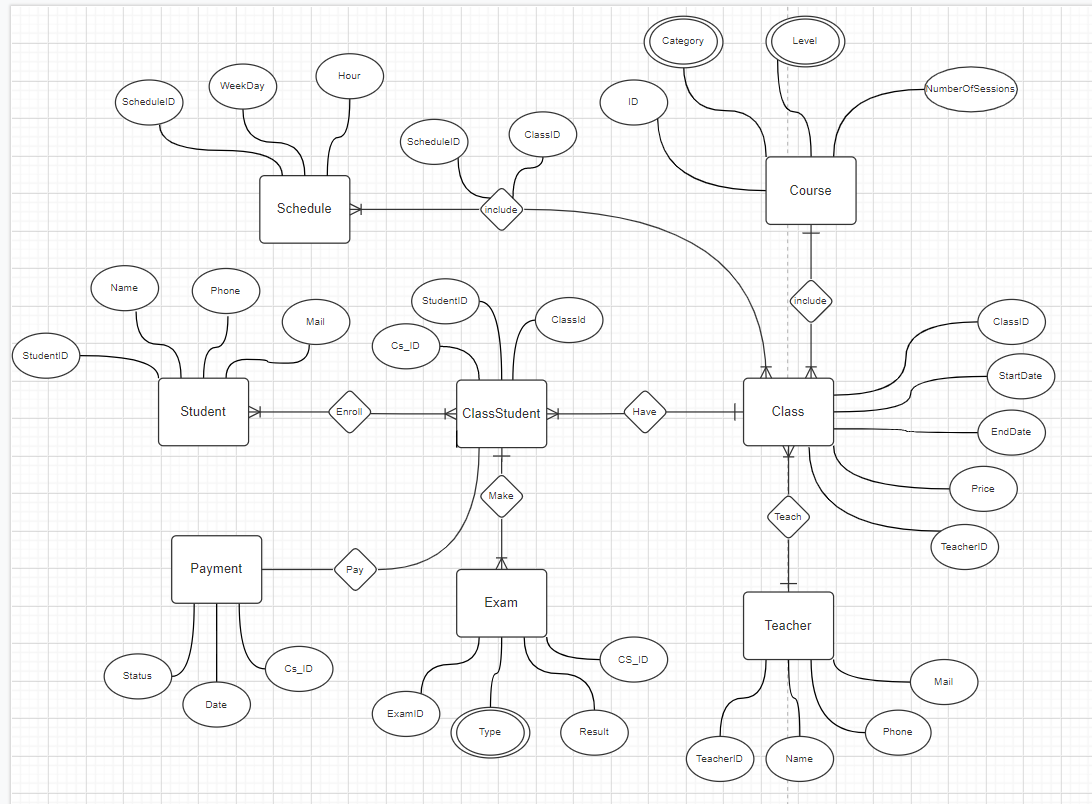 Category
Level
Hour
WeekDay
NumberOfSessions
ScheduleID
ID
ClassID
ScheduleID
Course
Schedule
include
Name
Phone
StudentID
include
Mail
ClassId
ClassID
Cs_ID
StudentID
StartDate
Student
Enroll
ClassStudent
Have
Class
EndDate
Price
Make
Teach
TeacherID
Payment
Pay
Exam
Teacher
CS_ID
Cs_ID
Status
Mail
Date
ExamID
Type
Result
Phone
TeacherID
Name